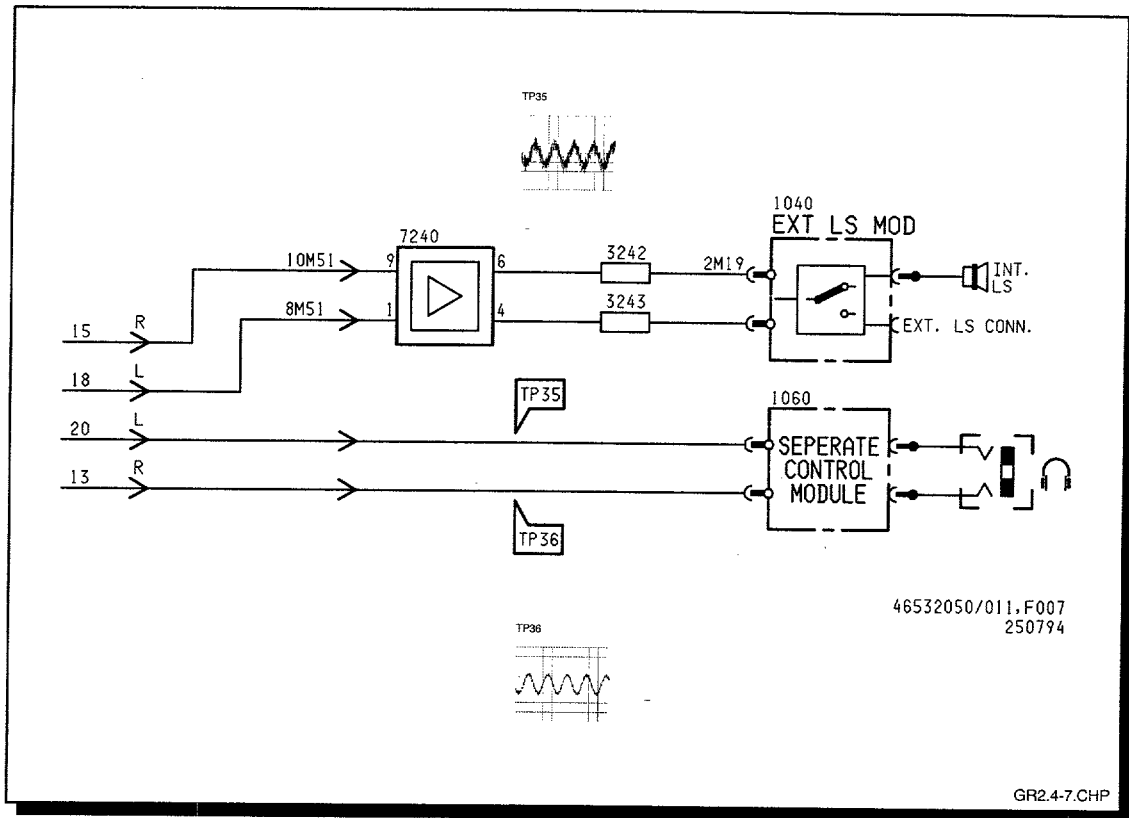 TP35
1040
EXT LS MOD
7240
10M51
9
6
3242
2M19
INT.
LS
8M51
1
4
3243
EXT. LS CONN.
15
R
18
L
20
L
TP35
1060
SEPERATE
CONTROL
MODULE
13
R
TP36
46532050/011,F007
250794
TP36
GR2.4-7.CHP